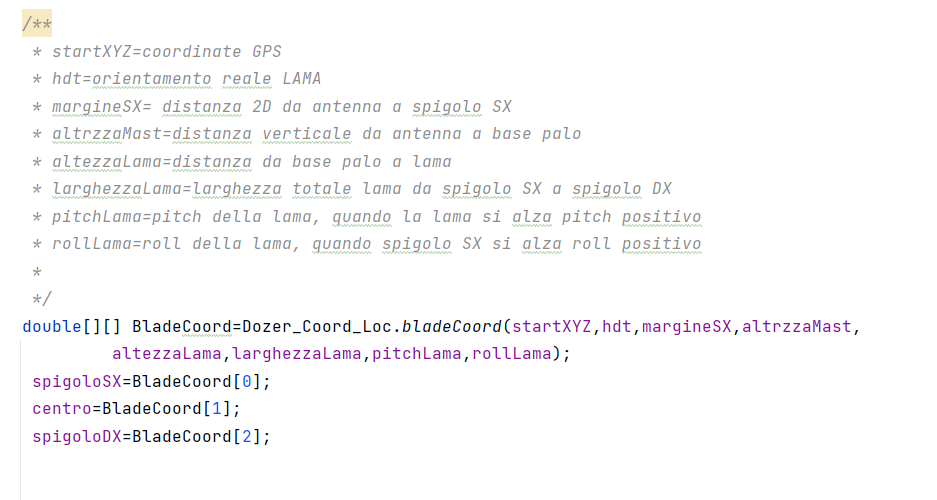 /**
* startXYZ=coordinate GPS
* hdt=orientamento reale LAMA
* margineSX= distanza 2D da antenna a spigolo SX
* altrzzaMast=distanza verticale da antenna a base palo
* altezzaLama=distanza da base palo a lama
* larghezzaLama=larghezza totale lama da spigolo SX a spigolo DX
* pitchLama=pitch della lama, quando la lama si alza pitch positivo
* rollLama=roll della lama, quando spigolo SX si alza roll positivo
*
*/
double[][] BladeCoord=Dozer_Coord_Loc.bladeCoord(startXYZ,hdt,margineSX,altrzzaMast,
altezzaLama,larghezzaLama,pitchLama,rollLama);
spigoloSX=BladeCoord[0];
centro=BladeCoord[1];
spigoloDX=BladeCoord[2];